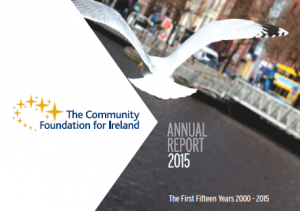 The Community
Foundation for Ireland
ANNUAL
REPORT
2015
The First Fifteen Years 2000 - 2015